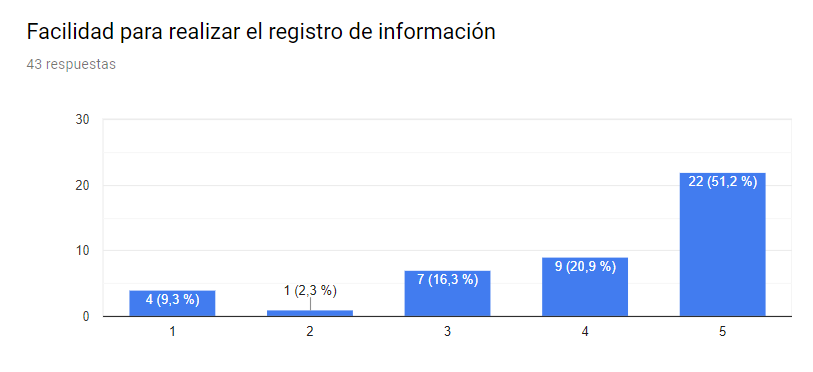 Facilidad para realizar el registro de información
43 respuestas
30
20
10
0
4 (9,3 %)
1 (2,3 %)
7 (16,3 %)
9 (20,9 %)
22 (51,2 %)
1
2
3
4
5